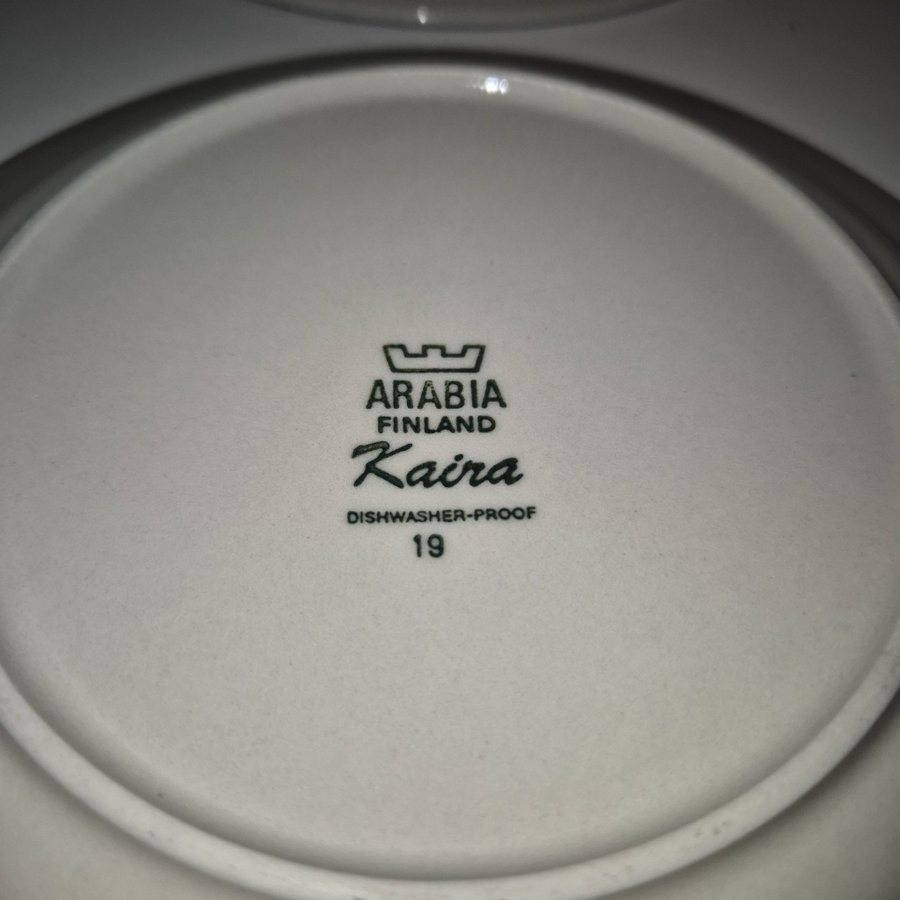 ARABIA
FINLAND
Kaira
DISHWASHER-PROOF
19